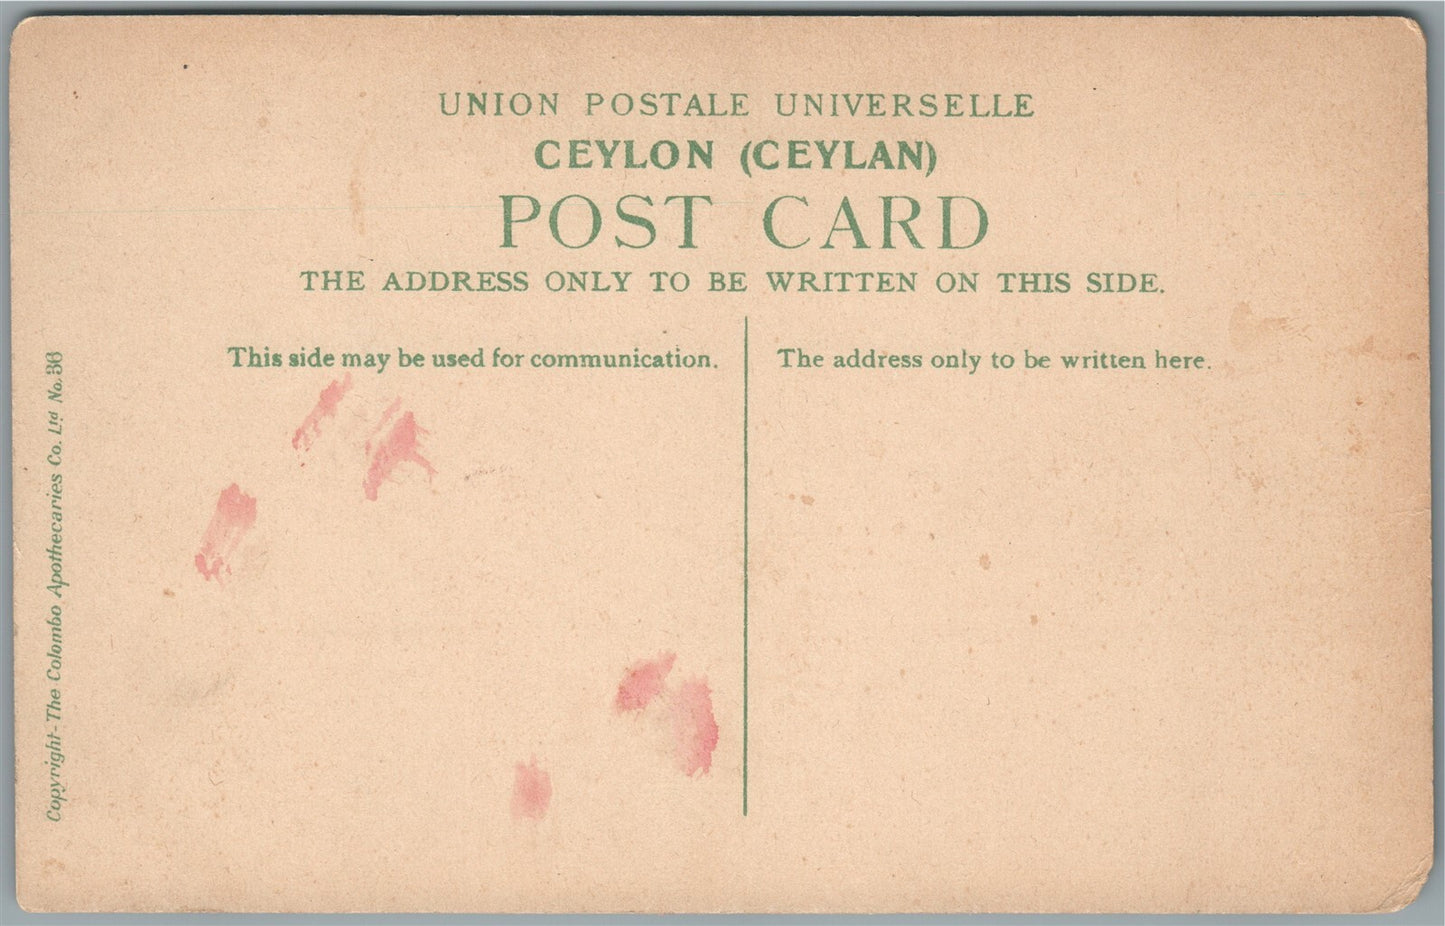 UNION POSTALE UNIVERSELLE
CEYLON (CEYLAN)
POST CARD
THE ADDRESS ONLY TO BE WRITTEN ON THIS SIDE.
This side may be used for communication.
The address only to be written here.
Copyright - The Colombo Apothecaries Co. Ltd No. 36